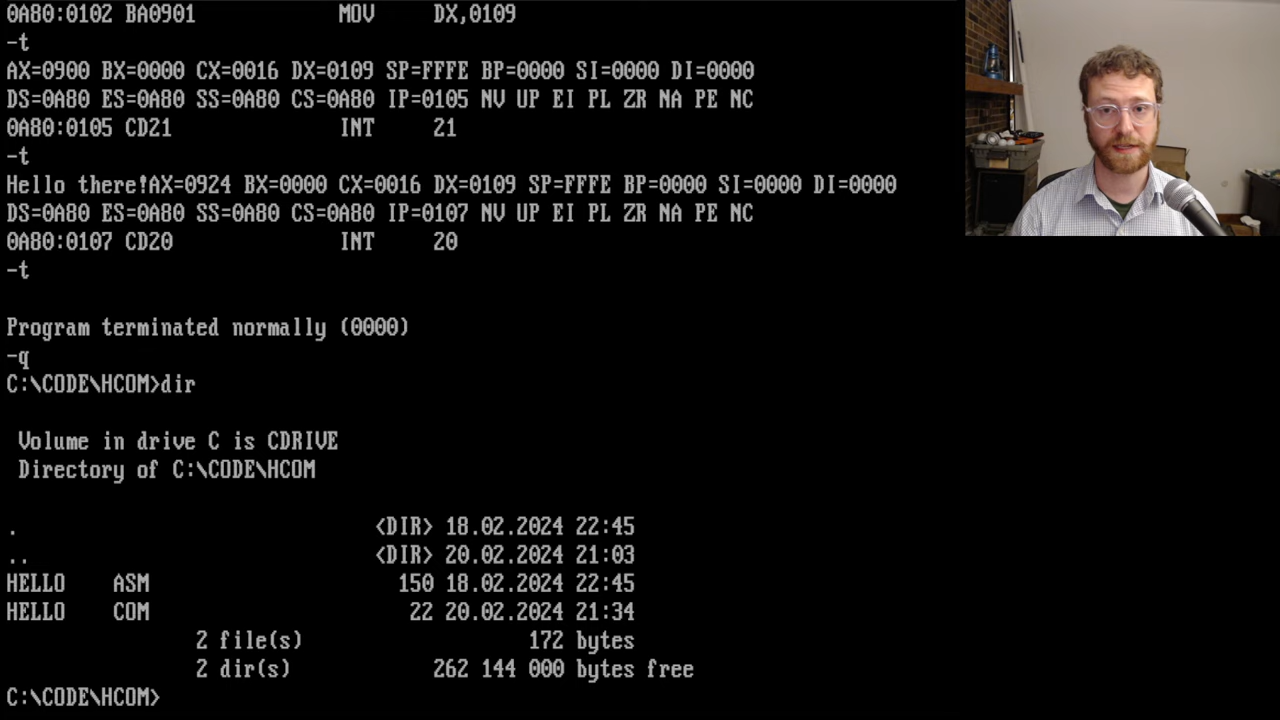 0A80:0102 BA0901 MOV DX,0109
-t
AX=0900 BX=0000 CX=0016 DX=0109 SP=FFFE BP=0000 SI=0000 DI=0000
DS=0A80 ES=0A80 SS=0A80 CS=0A80 IP=0105 NV UP EI PL ZR NA PE NC
0A80:0105 CD21 INT 21
-t
Hello there!AX=0924 BX=0000 CX=0016 DX=0109 SP=FFFE BP=0000 SI=0000 DI=0000
DS=0A80 ES=0A80 SS=0A80 CS=0A80 IP=0107 NV UP EI PL ZR NA PE NC
0A80:0107 CD20 INT 20
-t
Program terminated normally (0000)
-q
C:\CODE\HCOM>dir
Volume in drive C is CDRIVE
Directory of C:\CODE\HCOM
. <DIR> 18.02.2024 22:45
.. <DIR> 20.02.2024 21:03
HELLO ASM 150 18.02.2024 22:45
HELLO COM 22 20.02.2024 21:34
2 file(s) 172 bytes
2 dir(s) 262 144 000 bytes free
C:\CODE\HCOM>